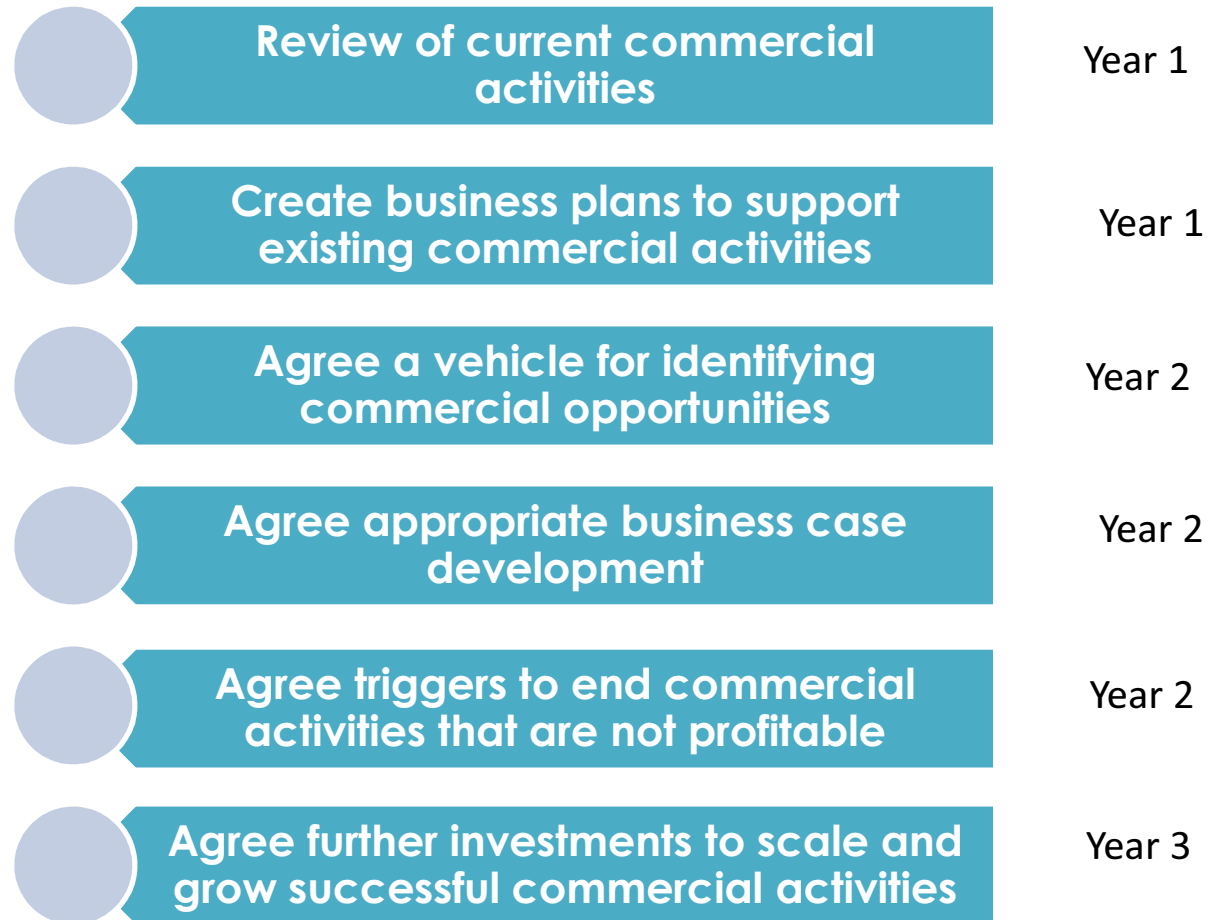 Review of current commercial
activities
Year 1
Create business plans to support
existing commercial activities
Year 1
Agree a vehicle for identifying
commercial opportunities
Year 2
Agree appropriate business case
development
Year 2
Agree triggers to end commercial
activities that are not profitable
Year 2
Agree further investments to scale and
grow successful commercial activities
Year 3